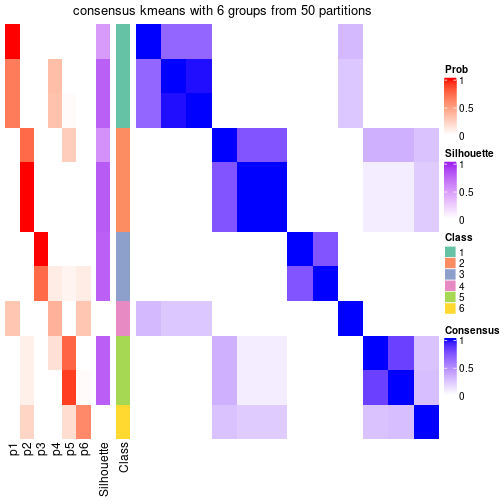 consensus kmeans with 6 groups from 50 partitions
Prob
1
0.5
0
Silhouette
1
0.5
0
Class
1
2
3
4
5
6
Consensus
1
0.5
0
p1
p2
p3
p4
p5
p6
Silhouette
Class